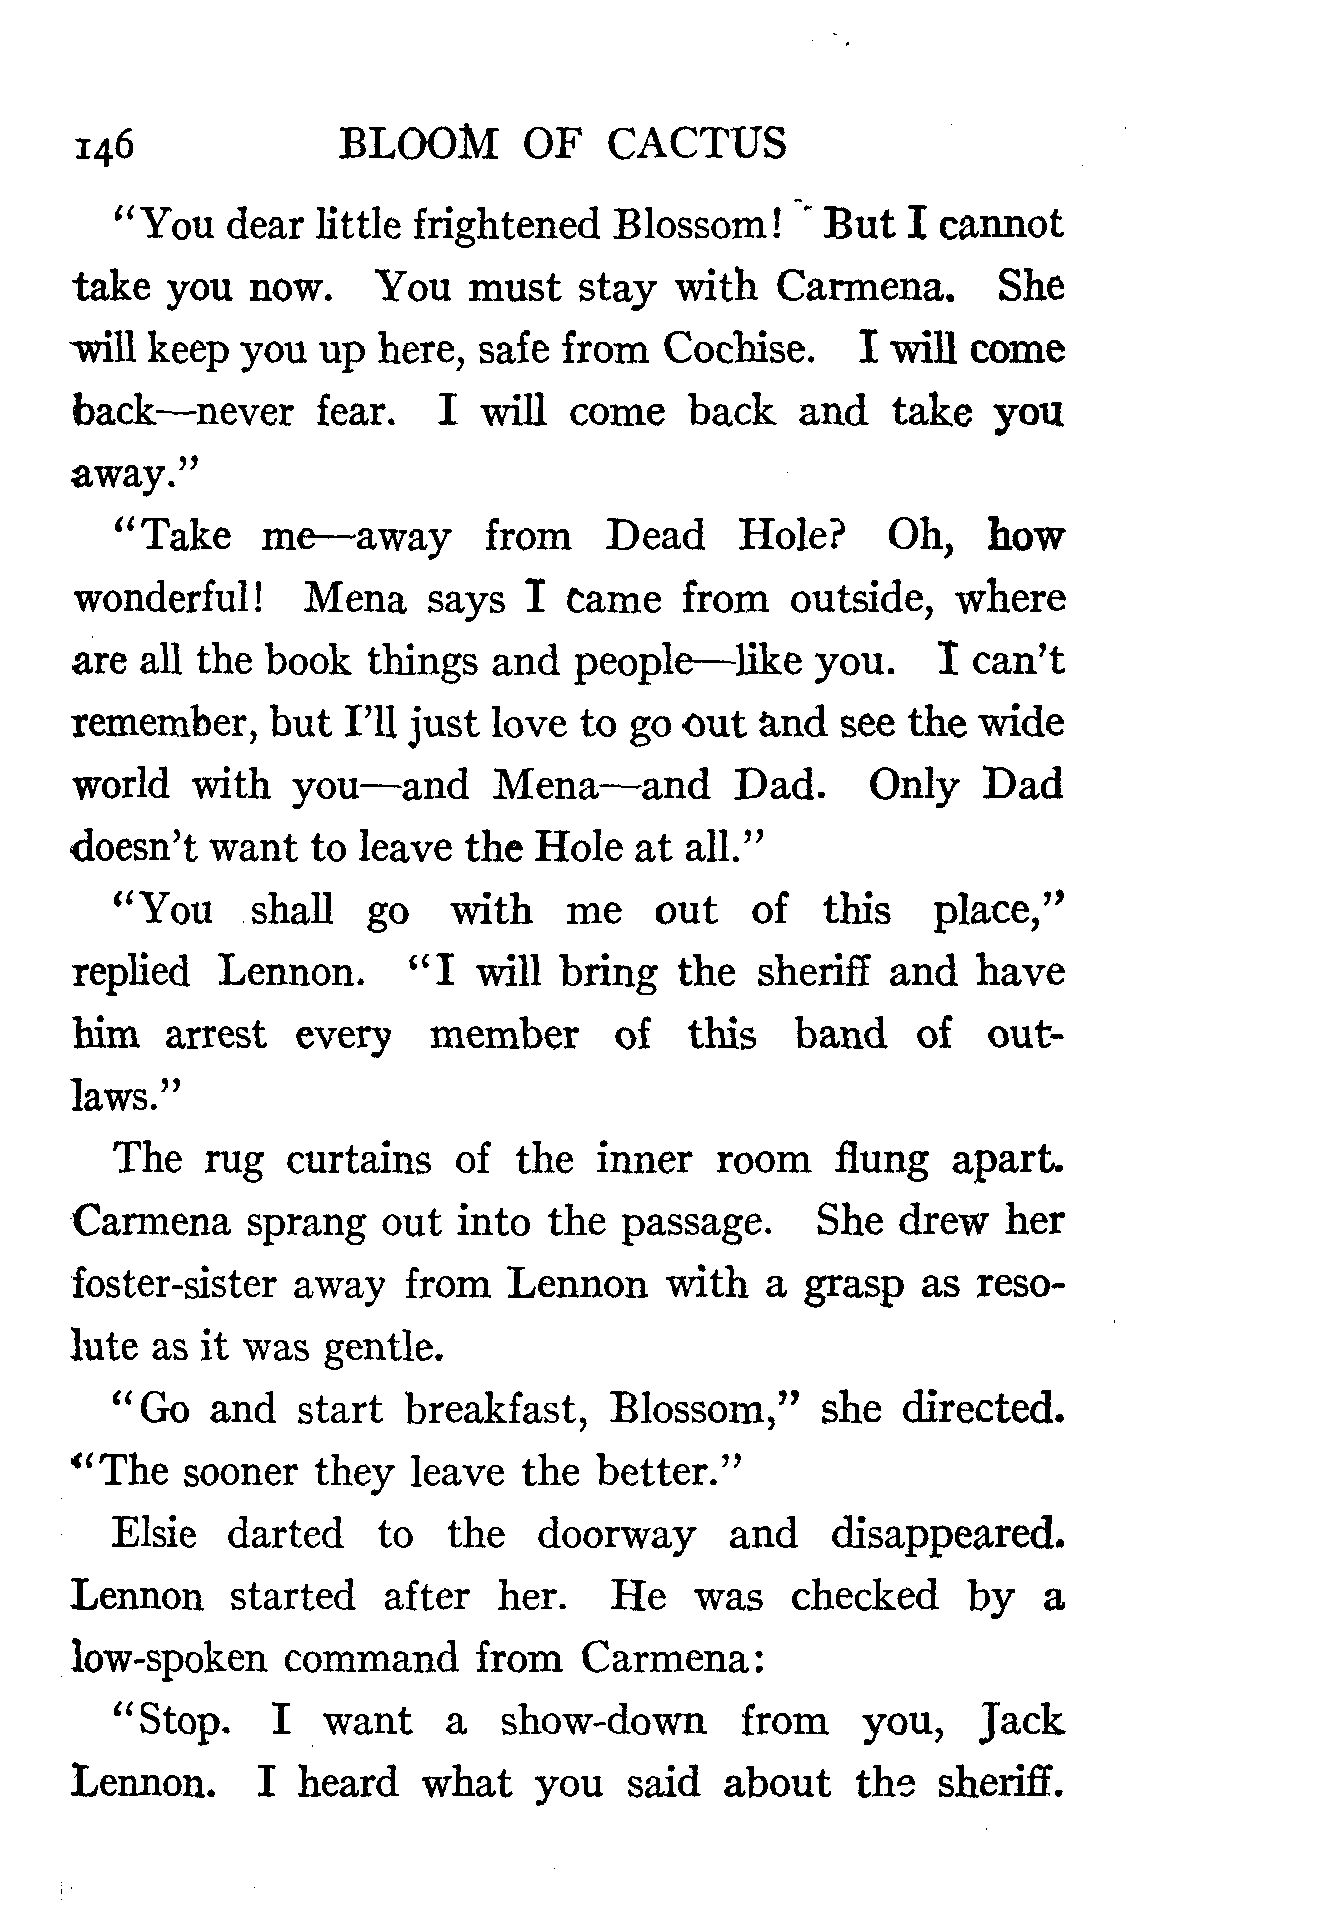 146 BLOOM OF CACTUS
"You dear little frightened Blossom! But I cannot
take you now. You must stay with Carmena. She
will keep you up here, safe from Cochise. I will come
back—never fear. I will come back and take you
away."
"Take me—away from Dead Hole? Oh, how
wonderful! Mena says I came from outside, where
are all the book things and people—like you. I can't
remember, but I'll just love to go out and see the wide
world with you—and Mena—and Dad. Only Dad
doesn't want to leave the Hole at all."
"You shall go with me out of this place,"
replied Lennon. "I will bring the sheriff and have
him arrest every member of this band of out-
laws."
The rug curtains of the inner room flung apart.
Carmena sprang out into the passage. She drew her
foster-sister away from Lennon with a grasp as reso-
lute as it was gentle.
"Go and start breakfast, Blossom," she directed.
"The sooner they leave the better."
Elsie darted to the doorway and disappeared.
Lennon started after her. He was checked by a
low-spoken command from Carmena:
"Stop. I want a show-down from you, Jack
Lennon. I heard what you said about the sheriff.